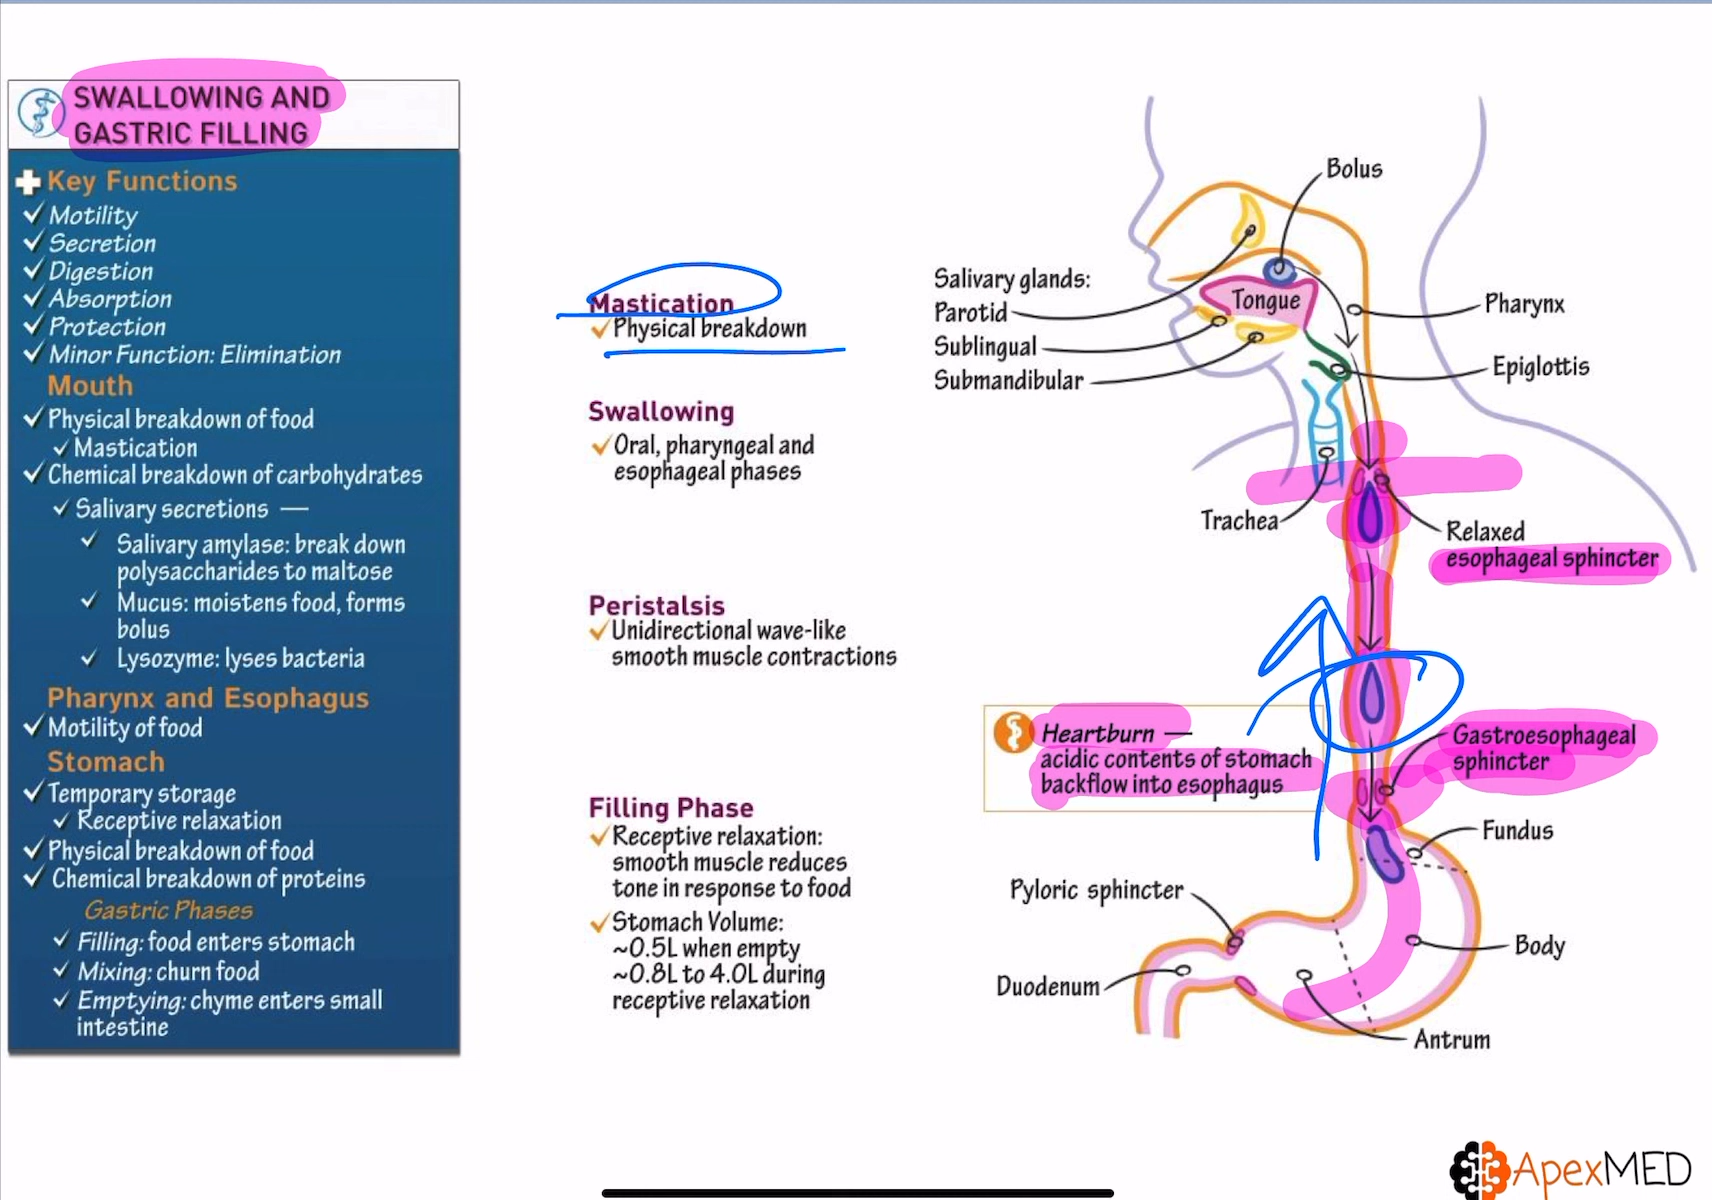 SWALLOWING AND
GASTRIC FILLING
Key Functions
Motility
Secretion
Digestion
Absorption
Protection
Minor Function: Elimination
Mouth
Physical breakdown of food
Mastication
Chemical breakdown of carbohydrates
Salivary secretions —
Salivary amylase: break down
polysaccharides to maltose
Mucus: moistens food, forms
bolus
Lysozyme: lyses bacteria
Pharynx and Esophagus
Motility of food
Stomach
Temporary storage
Receptive relaxation
Physical breakdown of food
Chemical breakdown of proteins
Gastric Phases
Filling: food enters stomach
Mixing: churn food
Emptying: chyme enters small
intestine
Mastication
Physical breakdown
Swallowing
Oral, pharyngeal and
esophageal phases
Peristalsis
Unidirectional wave-like
smooth muscle contractions
Filling Phase
Receptive relaxation:
smooth muscle reduces
tone in response to food
Stomach Volume:
~0.5L when empty
~0.8L to 4.0L during
receptive relaxation
Bolus
Salivary glands:
Parotid
Sublingual
Submandibular
Tongue
Pharynx
Epiglottis
Trachea
Relaxed
esophageal sphincter
Heartburn —
acidic contents of stomach
backflow into esophagus
Gastroesophageal
sphincter
Fundus
Pyloric sphincter
Body
Duodenum
Antrum
ApexMED